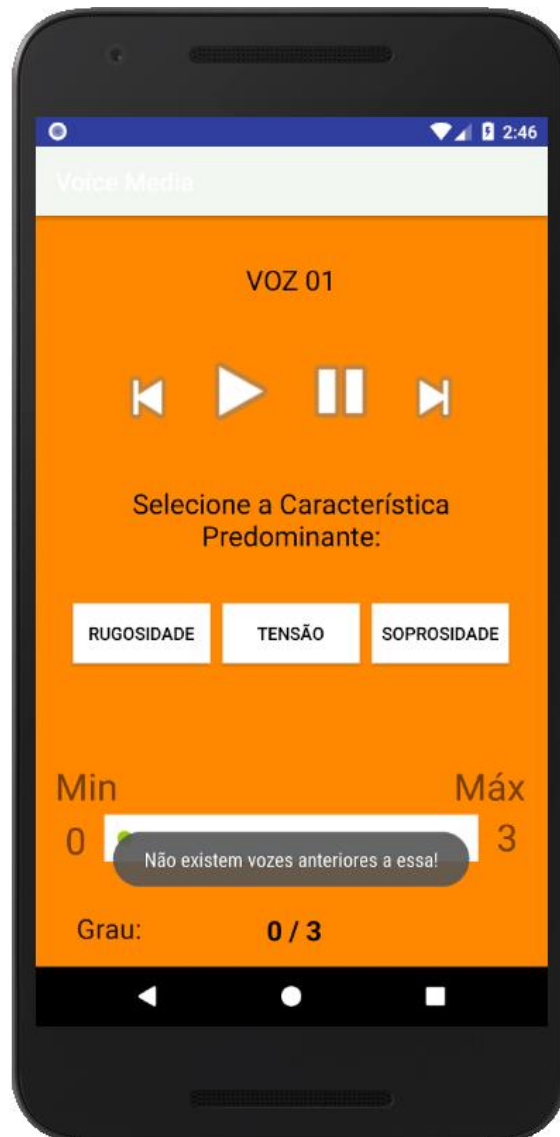 2:46
Voice Media
VOZ 01
Selecione a Característica
Predominante:
RUGOSIDADE TENSÃO SOPROSIDADE
Min Máx
0 3
Não existem vozes anteriores a essa!
Grau: 0 / 3